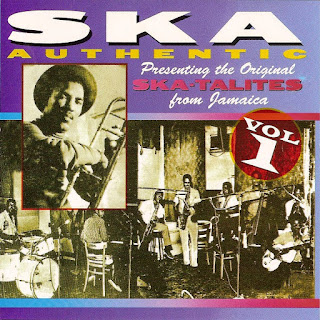 SKA
AUTHENTIC
Presenting the Original
SKA-TALITES
from Jamaica
VOL
1